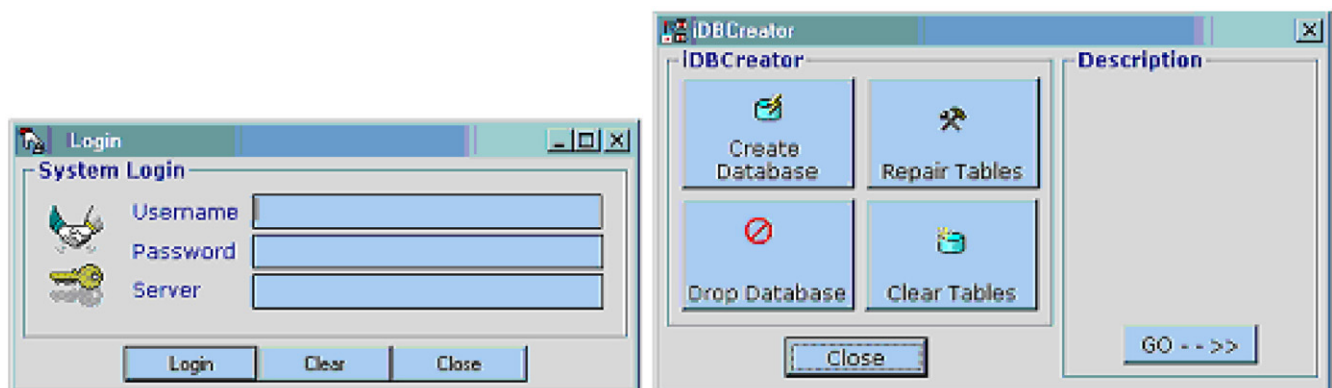 Login
System Login
Username
Password
Server
Login
Clear
Close
iDBCreator
iDBCreator
Create
Database
Repair Tables
Drop Database
Clear Tables
Close
Description
GO - - >>